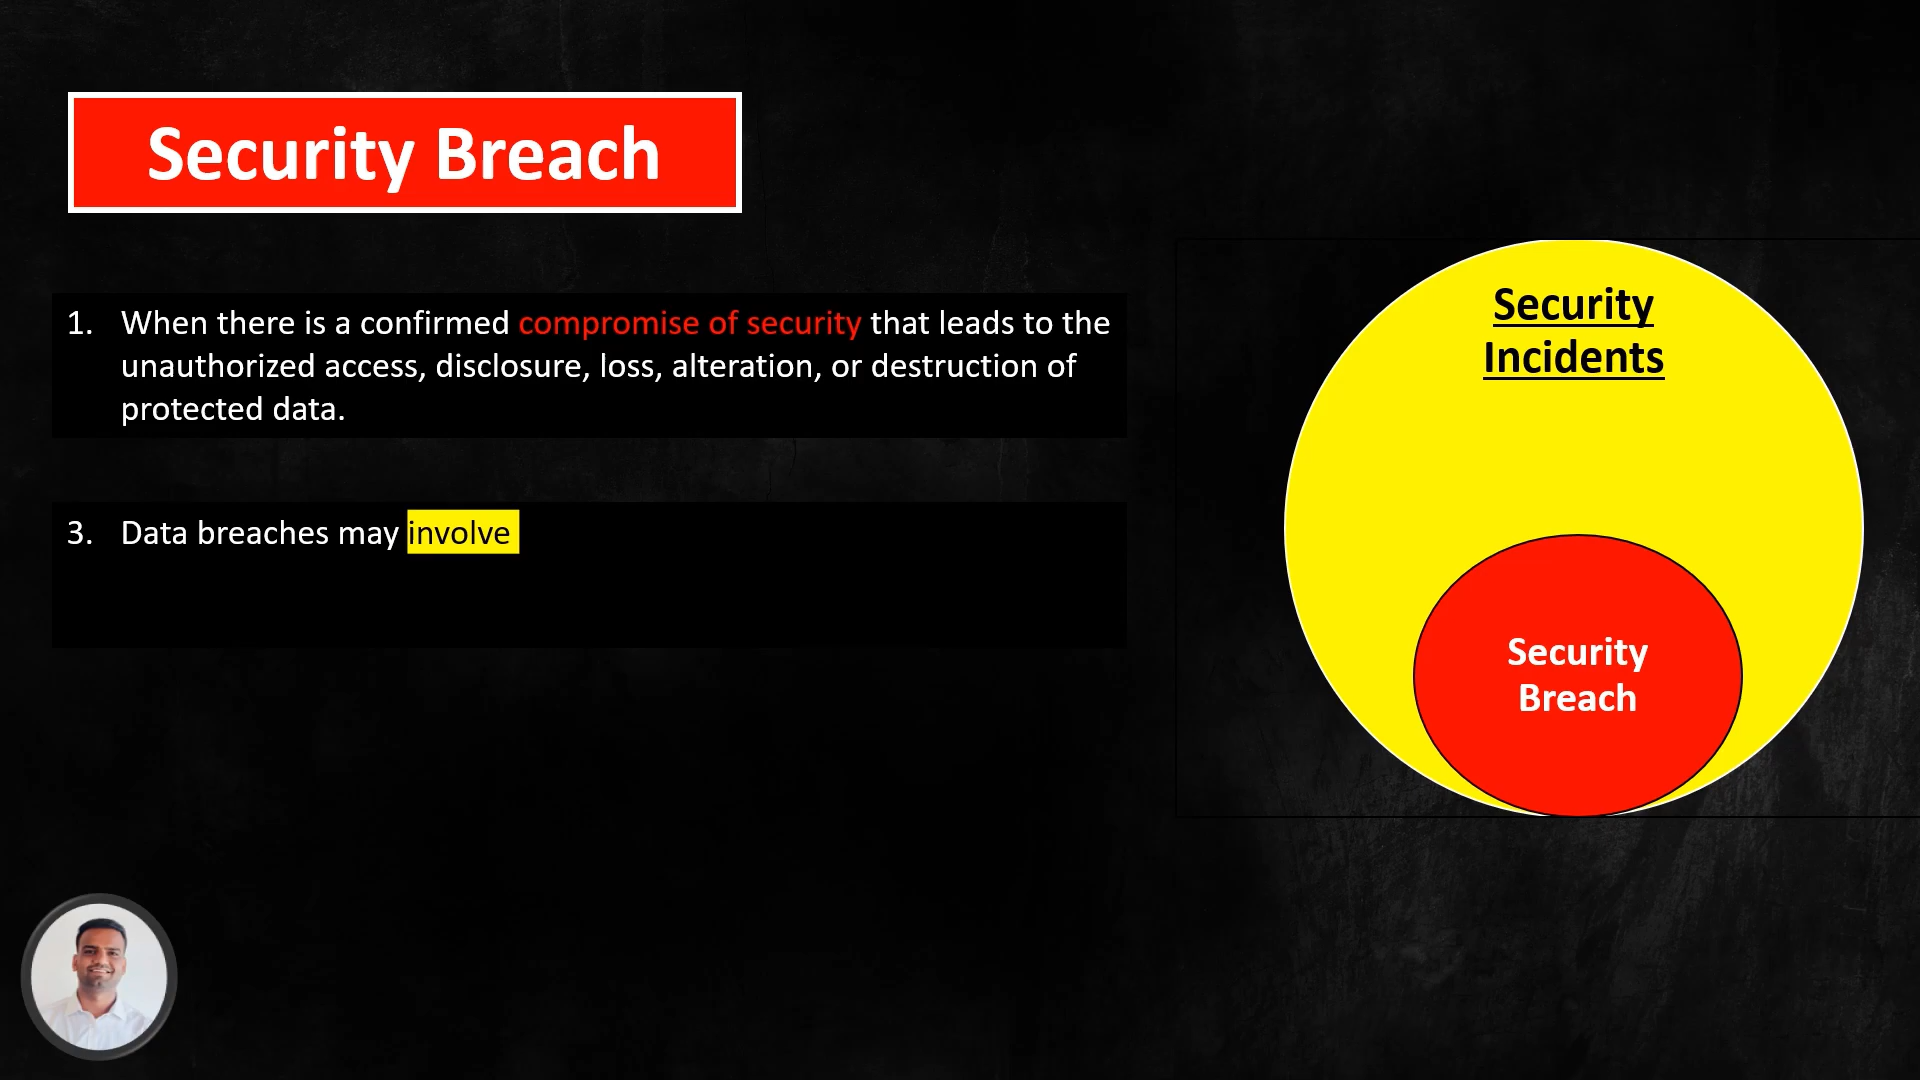 Security Breach
1. When there is a confirmed compromise of security that leads to the
unauthorized access, disclosure, loss, alteration, or destruction of
protected data.
3. Data breaches may involve
Security
Incidents
Security
Breach